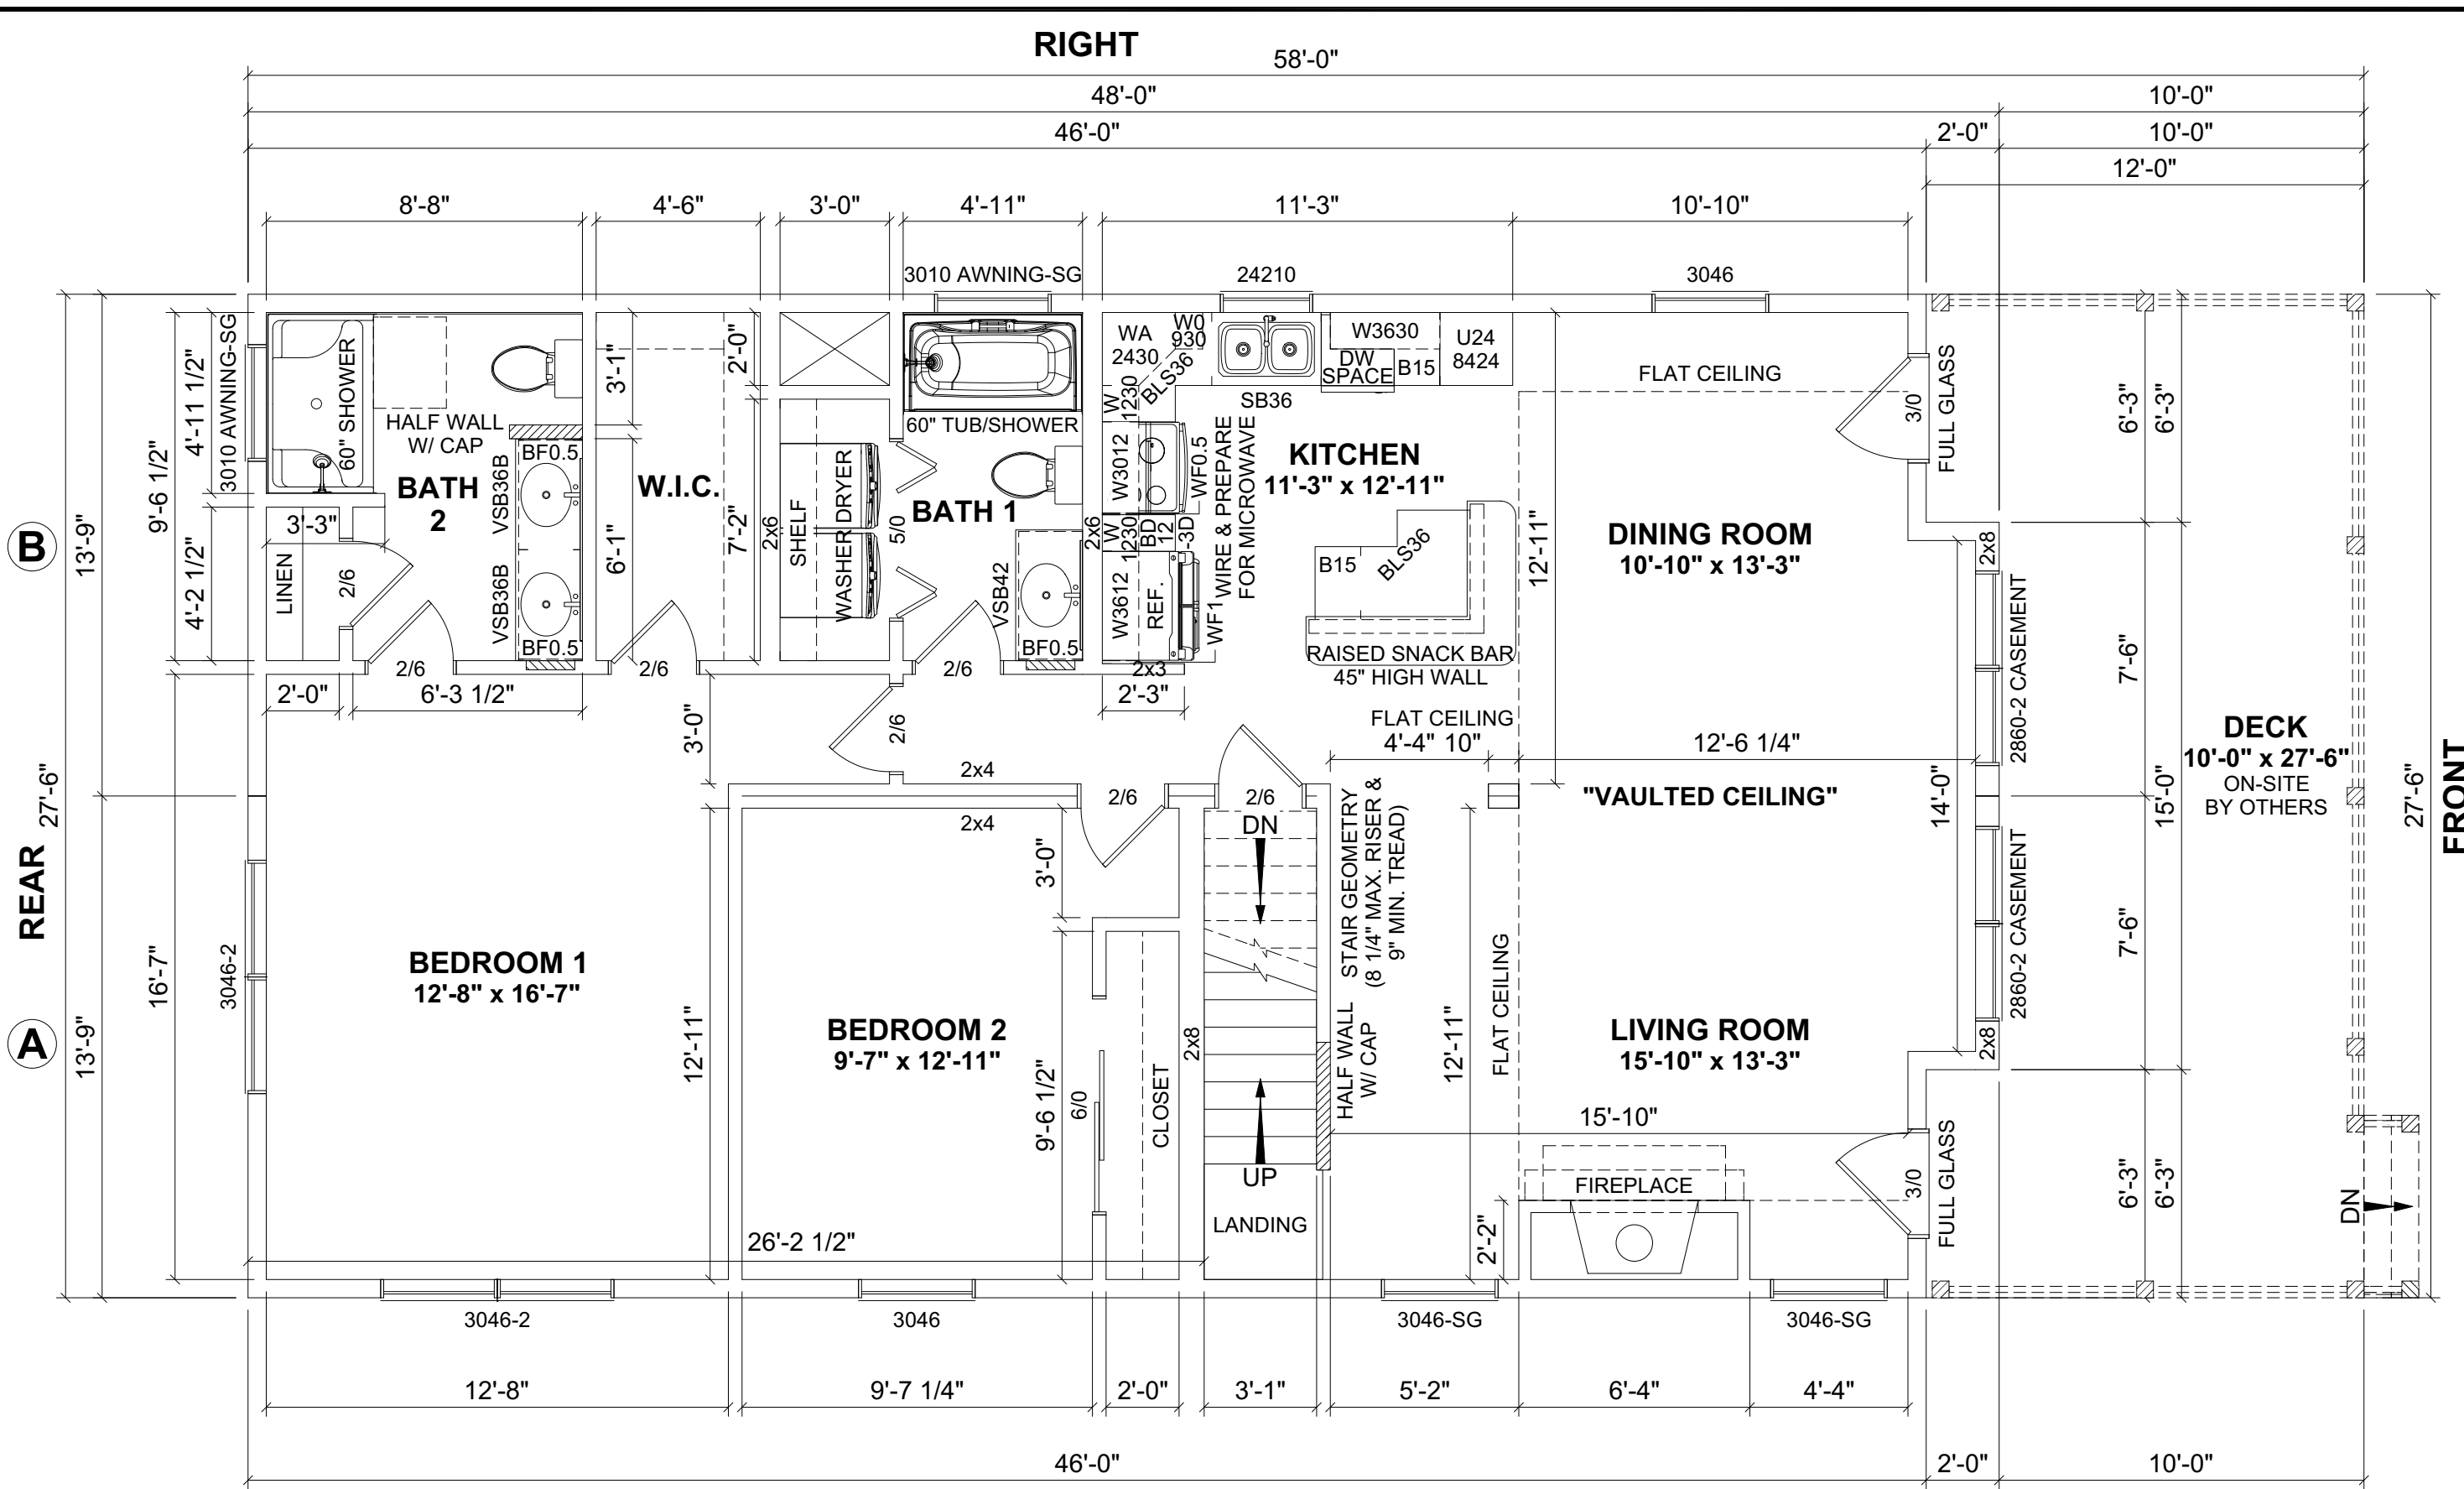 RIGHT
58'-0"
48'-0"
10'-0"
46'-0"
2'-0"
10'-0"
12'-0"
8'-8"
4'-6"
3'-0"
4'-11"
11'-3"
10'-10"
3010 AWNING-SG
24210
3046
3010 AWNING-SG
4'-11 1/2"
9'-6 1/2"
4'-2 1/2"
13'-9"
B
60" SHOWER
HALF WALL
W/ CAP
BATH
2
BF0.5
VSB36B
VSB36B
BF0.5
3'-3"
LINEN
2/6
2/6
2'-0"
6'-3 1/2"
3'-1"
6'-1"
W.I.C.
2/6
2'-0"
7'-2"
2x6
SHELF
WASHER
DRYER
5/0
60" TUB/SHOWER
BATH 1
VSB42
BF0.5
2/6
2x6
WA
2430
W0
930
BLS36
W
1230
W3012
WF0.5
W
1230
BD
12
-3D
W3612
REF.
WF1
WIRE & PREPARE
FOR MICROWAVE
2x3
2'-3"
SB36
W3630
DW
SPACE
B15
U24
8424
KITCHEN
11'-3" x 12'-11"
B15
BLS36
RAISED SNACK BAR
45" HIGH WALL
12'-11"
FLAT CEILING
DINING ROOM
10'-10" x 13'-3"
3/0
FULL GLASS
2x8
2860-2 CASEMENT
6'-3"
6'-3"
7'-6"
FLAT CEILING
4'-4"
10"
12'-6 1/4"
"VAULTED CEILING"
14'-0"
15'-0"
DECK
10'-0" x 27'-6"
ON-SITE
BY OTHERS
27'-6"
FRONT
3'-0"
2/6
2x4
2x4
2/6
2/6
DN
3'-0"
STAIR GEOMETRY
(8 1/4" MAX. RISER &
9" MIN. TREAD)
REAR
27'-6"
A
13'-9"
16'-7"
3046-2
BEDROOM 1
12'-8" x 16'-7"
12'-11"
BEDROOM 2
9'-7" x 12'-11"
9'-6 1/2"
6/0
CLOSET
2x8
HALF WALL
W/ CAP
UP
LANDING
12'-11"
FLAT CEILING
LIVING ROOM
15'-10" x 13'-3"
15'-10"
2860-2 CASEMENT
2x8
7'-6"
FIREPLACE
2'-2"
3/0
FULL GLASS
6'-3"
6'-3"
DN
26'-2 1/2"
3046-2
3046
3046-SG
3046-SG
12'-8"
9'-7 1/4"
2'-0"
3'-1"
5'-2"
6'-4"
4'-4"
46'-0"
2'-0"
10'-0"